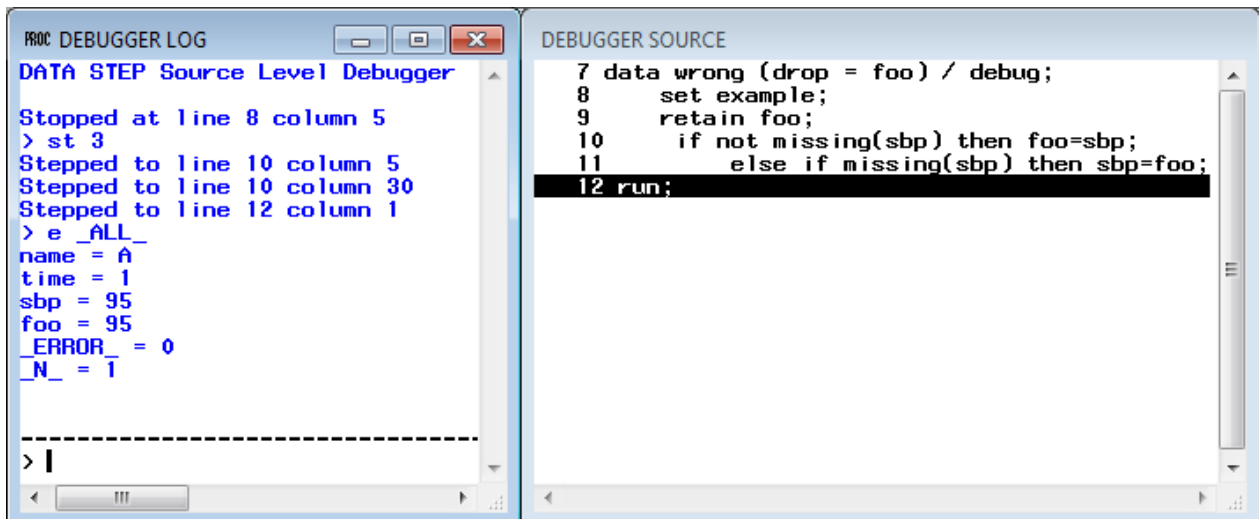 PROC DEBUGGER LOG
DATA STEP Source Level Debugger
Stopped at line 8 column 5
> st 3
Stepped to line 10 column 5
Stepped to line 10 column 30
Stepped to line 12 column 1
> e _ALL_
name = A
time = 1
sbp = 95
foo = 95
_ERROR_ = 0
_N_ = 1
>
DEBUGGER SOURCE
7 data wrong (drop = foo) / debug;
8 set example;
9 retain foo;
10 if not missing(sbp) then foo=sbp;
11 else if missing(sbp) then sbp=foo;
12 run;